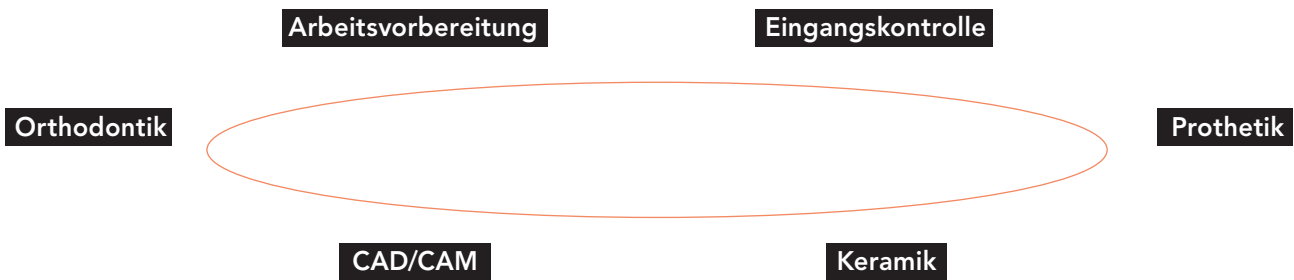 Arbeitsvorbereitung
Eingangskontrolle
Orthodontik
Prothetik
CAD/CAM
Keramik